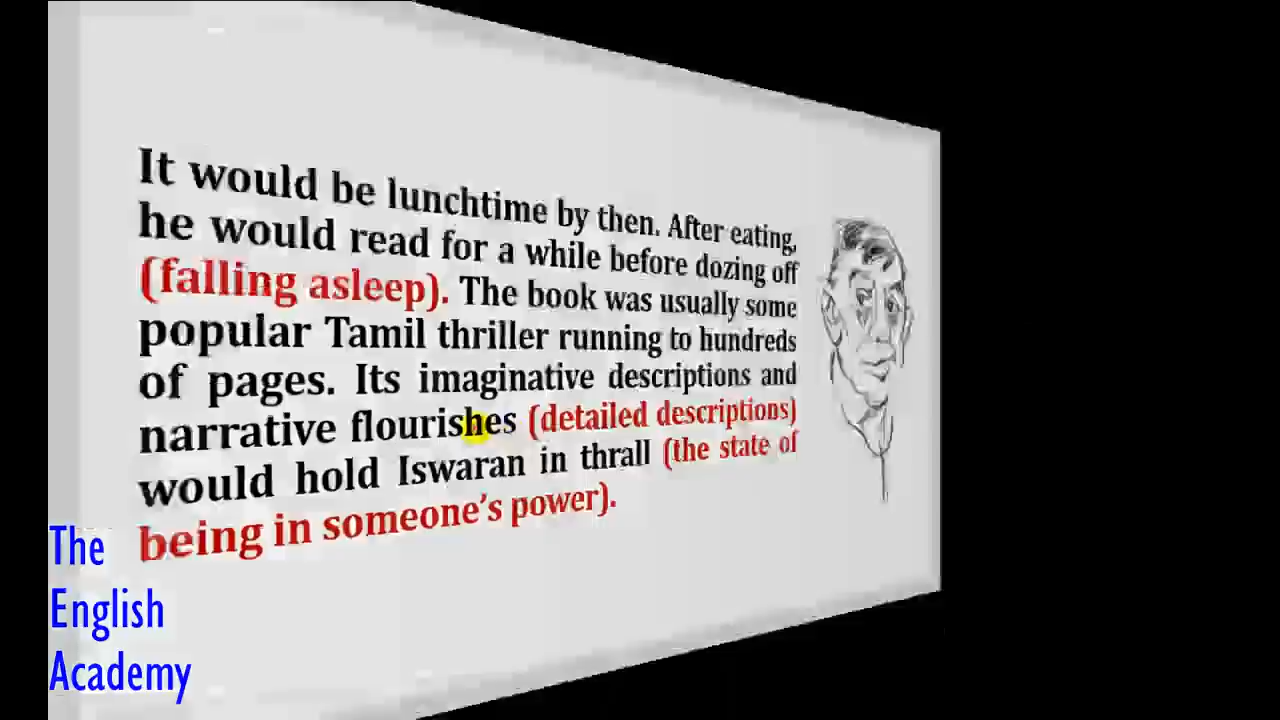 It would be lunchtime by then. After eating,
he would read for a while before dozing off
(falling asleep). The book was usually some
popular Tamil thriller running to hundreds
of pages. Its imaginative descriptions and
narrative flourishes (detailed descriptions)
would hold Iswaran in thrall (the state of
being in someone's power).
The
English
Academy